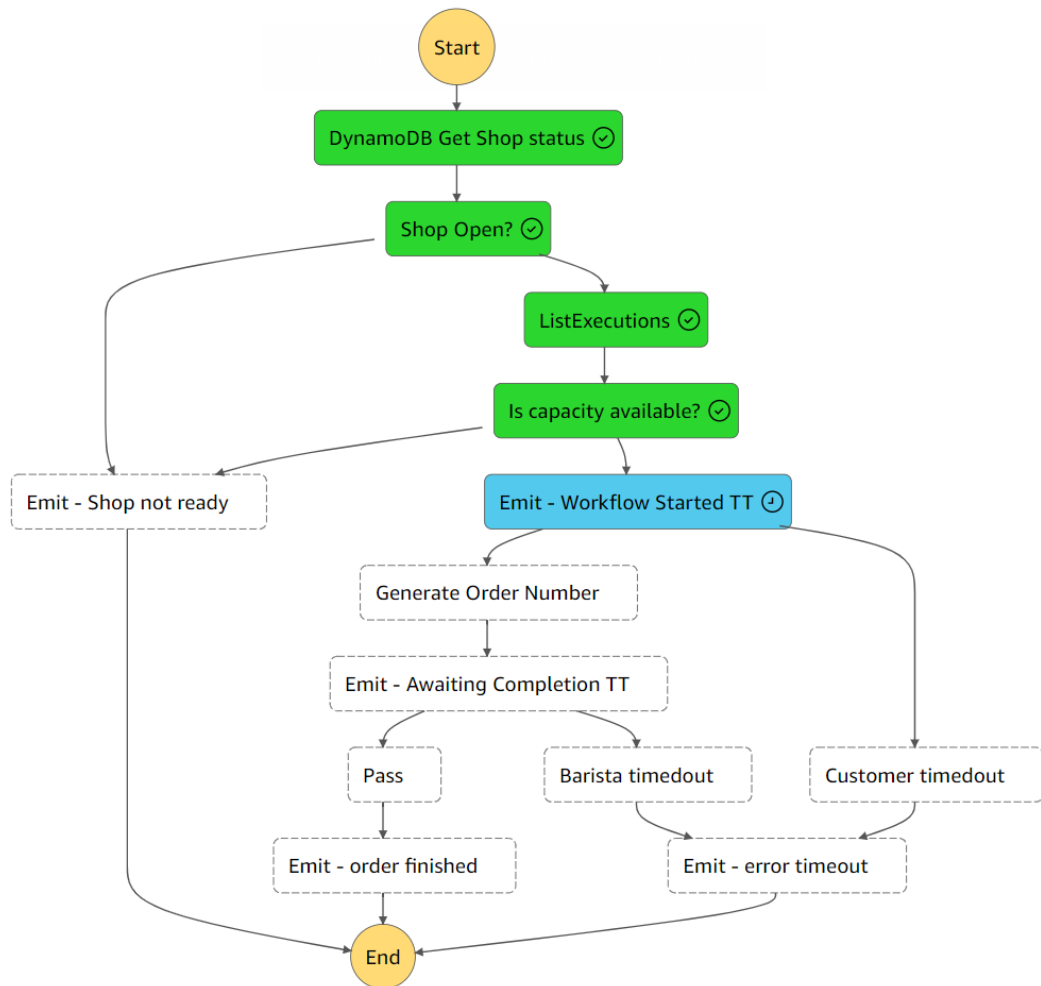 Start
DynamoDB Get Shop status
Shop Open?
ListExecutions
Is capacity available?
Emit - Shop not ready
Emit - Workflow Started TT
Generate Order Number
Emit - Awaiting Completion TT
Pass
Barista timedout
Customer timedout
Emit - order finished
Emit - error timeout
End